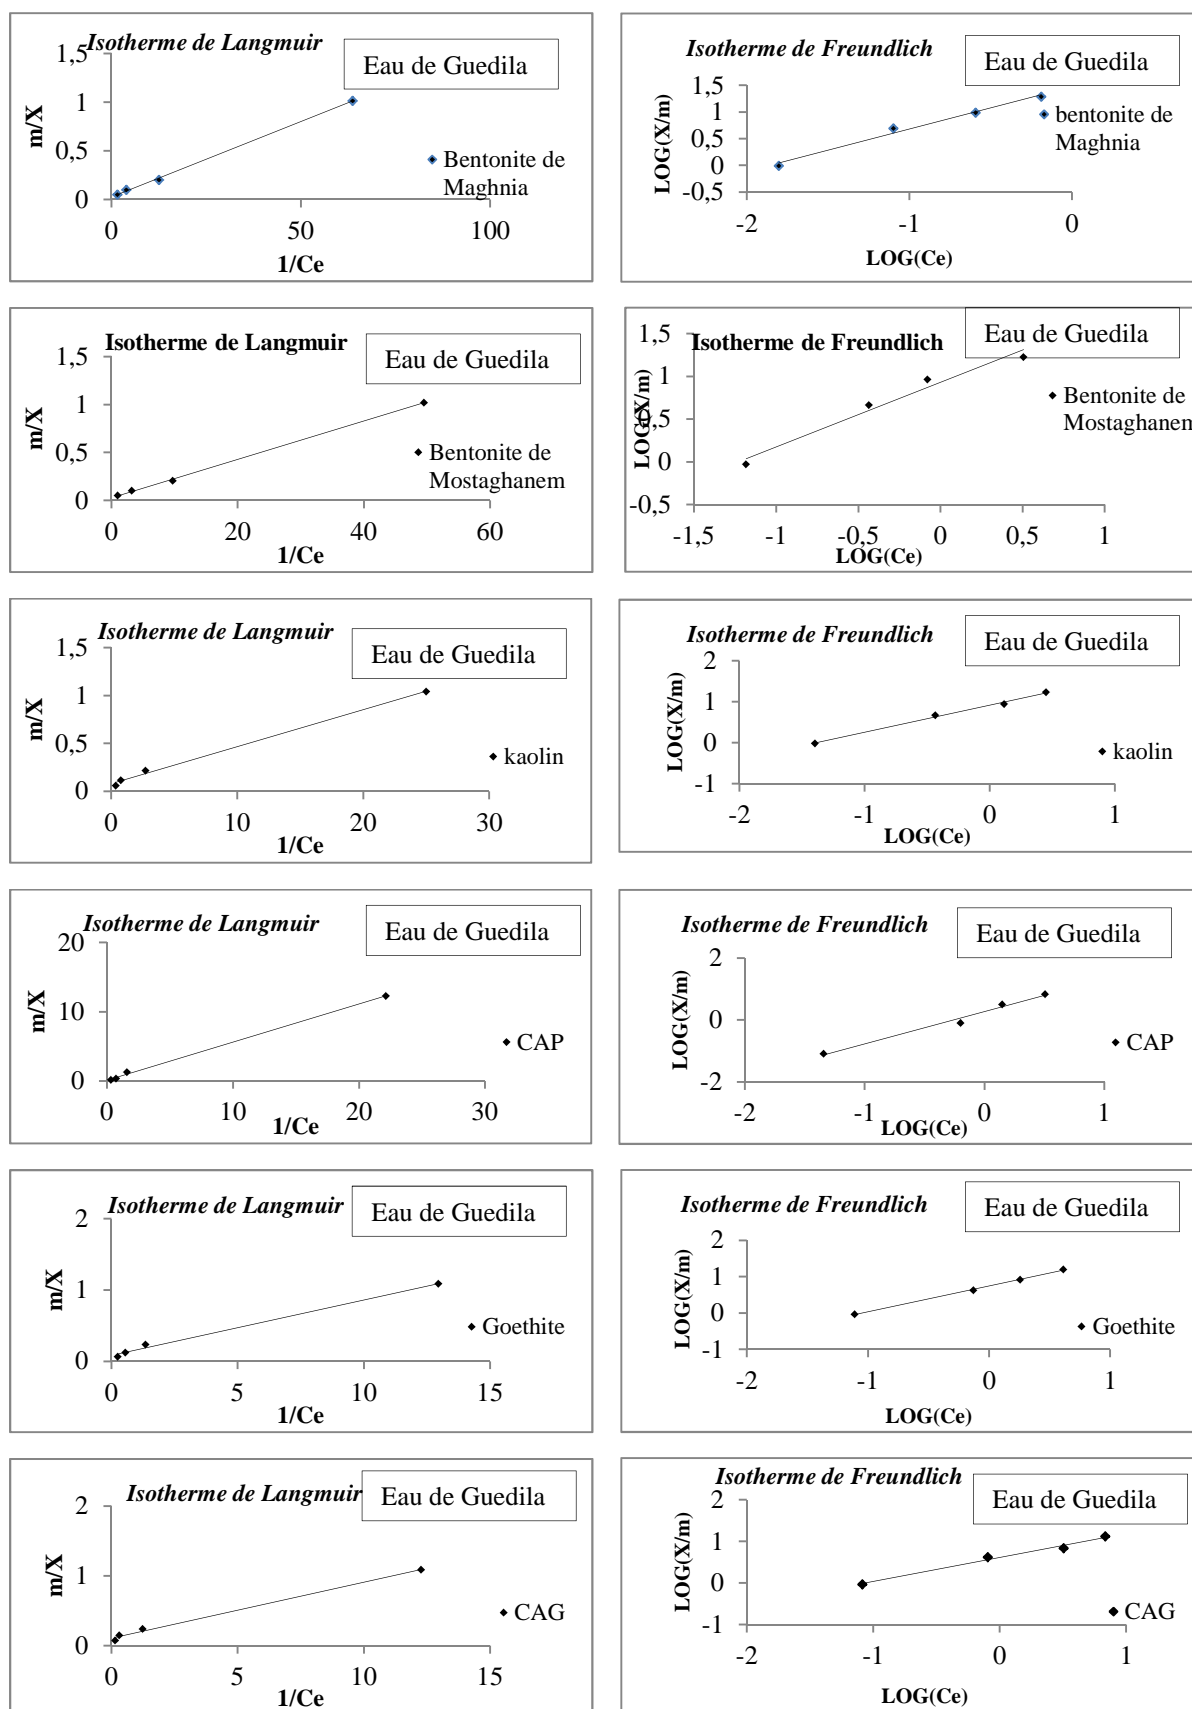 Isotherme de Langmuir
Eau de Guedila
1,5
1
0,5
0
m/X
Bentonite de
Maghnia
0 50 100
1/Ce
Isotherme de Freundlich
Eau de Guedila
1,5
1
0,5
0
-0,5
LOG(X/m)
bentonite de
Maghnia
-2 -1 0
LOG(Ce)
Isotherme de Langmuir
Eau de Guedila
1,5
1
0,5
0
m/X
Bentonite de
Mostaghanem
0 20 40 60
1/Ce
Isotherme de Freundlich
Eau de Guedila
1,5
1
0,5
0
-0,5
LOG(X/m)
Bentonite de
Mostaghanem
-1,5 -1 -0,5 0 0,5 1
LOG(Ce)
Isotherme de Langmuir
Eau de Guedila
1,5
1
0,5
0
m/X
kaolin
0 10 20 30
1/Ce
Isotherme de Freundlich
Eau de Guedila
2
1
0
-1
LOG(X/m)
kaolin
-2 -1 0 1
LOG(Ce)
Isotherme de Langmuir
Eau de Guedila
20
10
0
m/X
CAP
0 10 20 30
1/Ce
Isotherme de Freundlich
Eau de Guedila
2
0
-2
LOG(X/m)
CAP
-2 -1 0 1
LOG(Ce)
Isotherme de Langmuir
Eau de Guedila
2
1
0
m/X
Goethite
0 5 10 15
1/Ce
Isotherme de Freundlich
Eau de Guedila
2
1
0
-1
LOG(X/m)
Goethite
-2 -1 0 1
LOG(Ce)
Isotherme de Langmuir
Eau de Guedila
2
1
0
m/X
CAG
0 5 10 15
1/Ce
Isotherme de Freundlich
Eau de Guedila
2
1
0
-1
LOG(X/m)
CAG
-2 -1 0 1
LOG(Ce)